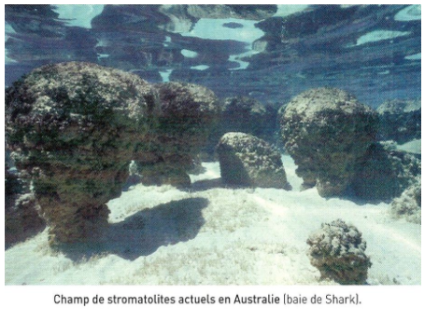 Champ de stromatolites actuels en Australie (baie de Shark).